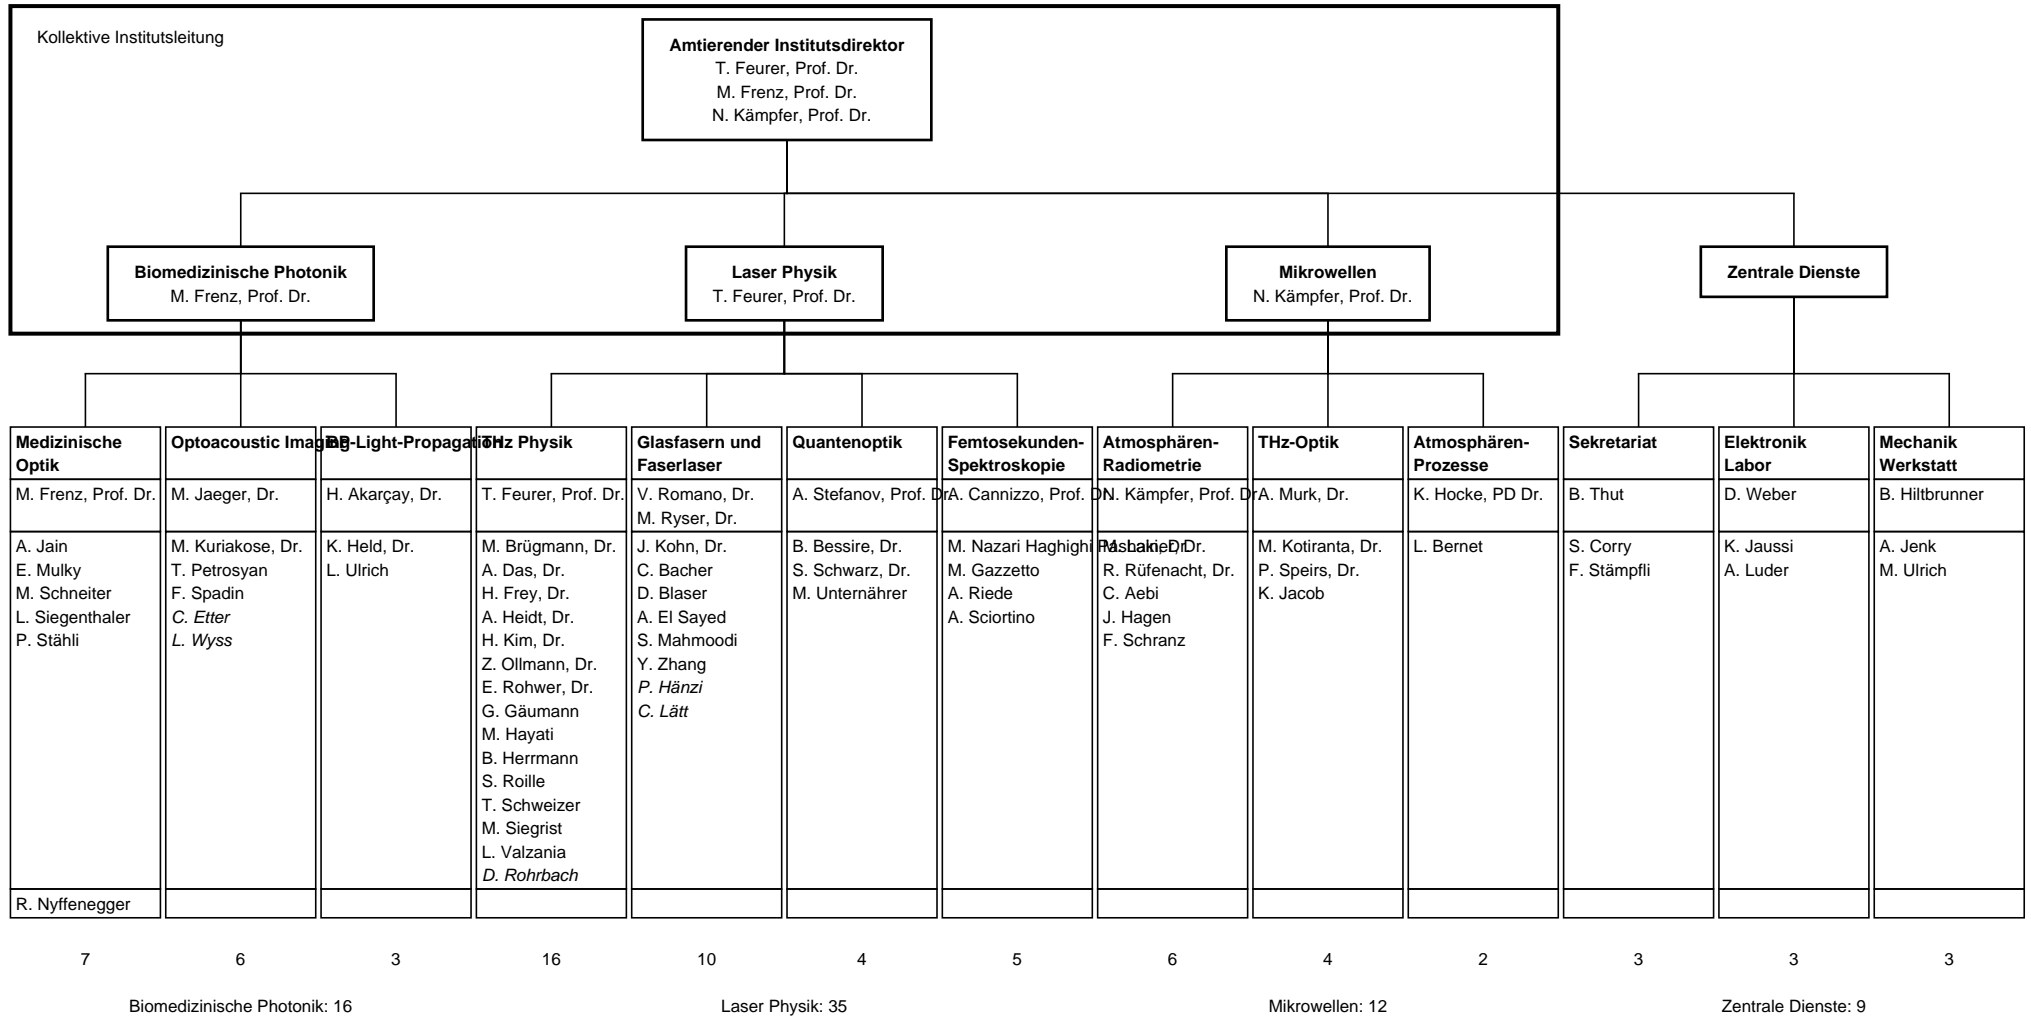 Kollektive Institutsleitung
Amtierender Institutsdirektor
T. Feurer, Prof. Dr.
M. Frenz, Prof. Dr.
N. Kämpfer, Prof. Dr.
Biomedizinische Photonik
M. Frenz, Prof. Dr.
Laser Physik
T. Feurer, Prof. Dr.
Mikrowellen
N. Kämpfer, Prof. Dr.
Zentrale Dienste
Medizinische
Optik
M. Frenz, Prof. Dr.
A. Jain
E. Mulky
M. Schneiter
L. Siegenthaler
P. Stähli
R. Nyffenegger
7
Optoacoustic Imaging
M. Jaeger, Dr.
M. Kuriakose, Dr.
T. Petrosyan
F. Spadin
C. Etter
L. Wyss
6
BP-Light-Propagation
H. Akarçay, Dr.
K. Held, Dr.
L. Ulrich
3
THz Physik
T. Feurer, Prof. Dr.
M. Brügmann, Dr.
A. Das, Dr.
H. Frey, Dr.
A. Heidt, Dr.
H. Kim, Dr.
Z. Ollmann, Dr.
E. Rohwer, Dr.
G. Gäumann
M. Hayati
B. Herrmann
S. Roille
T. Schweizer
M. Siegrist
L. Valzania
D. Rohrbach
16
Glasfasern und
Faserlaser
V. Romano, Dr.
M. Ryser, Dr.
J. Kohn, Dr.
C. Bacher
D. Blaser
A. El Sayed
S. Mahmoodi
Y. Zhang
P. Hänzi
C. Lätt
10
Quantenoptik
A. Stefanov, Prof. Dr.
B. Bessire, Dr.
S. Schwarz, Dr.
M. Unternährer
4
Femtosekunden-
Spektroskopie
A. Cannizzo, Prof. Dr.
M. Nazari Haghighi
M. Gazzetto
A. Riede
A. Sciortino
5
Atmosphären-
Radiometrie
N. Kämpfer, Prof. Dr.
Dr.
R. Rüfenacht, Dr.
C. Aebi
J. Hagen
F. Schranz
6
THz-Optik
A. Murk, Dr.
M. Kotiranta, Dr.
P. Speirs, Dr.
K. Jacob
4
Atmosphären-
Prozesse
K. Hocke, PD Dr.
L. Bernet
2
Sekretariat
B. Thut
S. Corry
F. Stämpfli
3
Elektronik
Labor
D. Weber
K. Jaussi
A. Luder
3
Mechanik
Werkstatt
B. Hiltbrunner
A. Jenk
M. Ulrich
3
Biomedizinische Photonik: 16
Laser Physik: 35
Mikrowellen: 12
Zentrale Dienste: 9